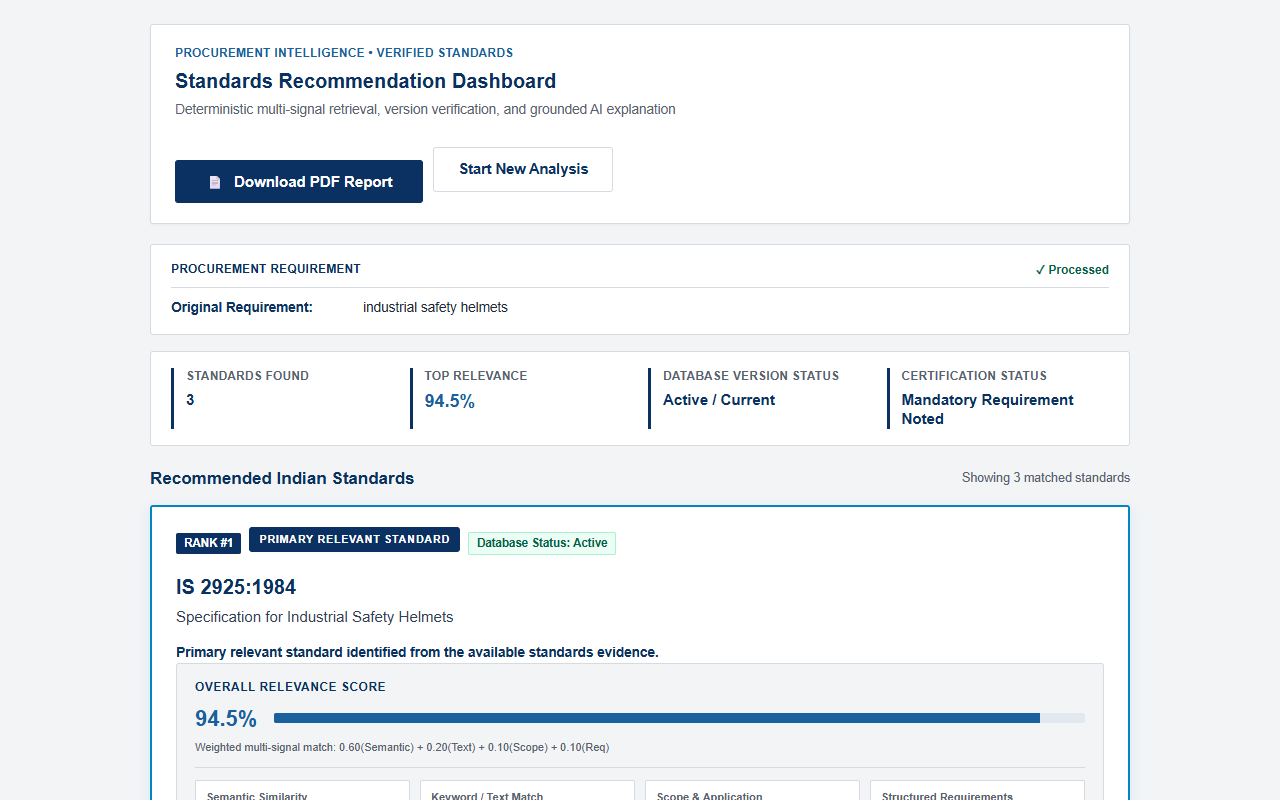 PROCUREMENT INTELLIGENCE • VERIFIED STANDARDS
Standards Recommendation Dashboard
Deterministic multi-signal retrieval, version verification, and grounded AI explanation
Download PDF Report
Start New Analysis
PROCUREMENT REQUIREMENT
✓ Processed
Original Requirement:
industrial safety helmets
STANDARDS FOUND
3
TOP RELEVANCE
94.5%
DATABASE VERSION STATUS
Active / Current
CERTIFICATION STATUS
Mandatory Requirement
Noted
Recommended Indian Standards
Showing 3 matched standards
RANK #1
PRIMARY RELEVANT STANDARD
Database Status: Active
IS 2925:1984
Specification for Industrial Safety Helmets
Primary relevant standard identified from the available standards evidence.
OVERALL RELEVANCE SCORE
94.5%
Weighted multi-signal match: 0.60(Semantic) + 0.20(Text) + 0.10(Scope) + 0.10(Req)
Semantic Similarity
Keyword / Text Match
Scope & Application
Structured Requirements